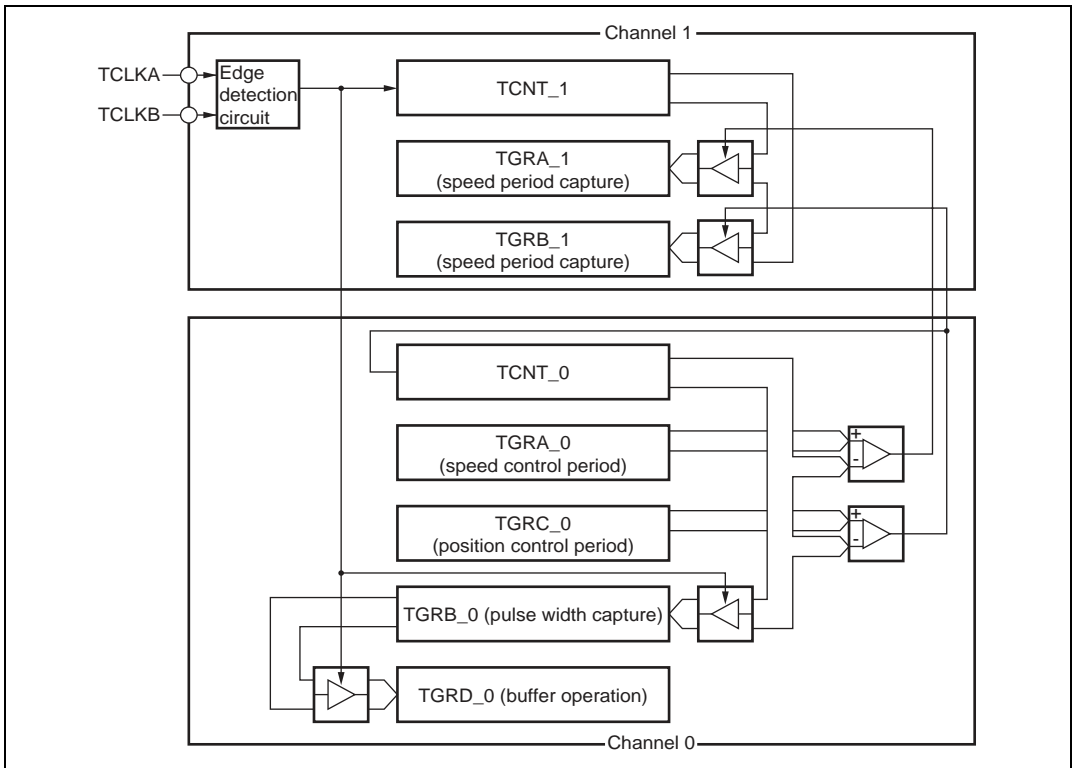 Channel 1
TCLKA
TCLKB
Edge
detection
circuit
TCNT_1
TGRA_1
(speed period capture)
TGRB_1
(speed period capture)
TCNT_0
TGRA_0
(speed control period)
+
-
TGRC_0
(position control period)
+
-
TGRB_0 (pulse width capture)
TGRD_0 (buffer operation)
Channel 0